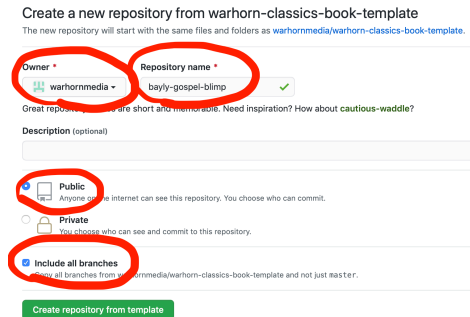 Create a new repository from warhorn-classics-book-template
The new repository will start with the same files and folders as warhornmedia/warhorn-classics-book-template.
Owner * Repository name *
warhornmedia bayly-gospel-blimp
Great are short and memorable. Need inspiration? How about cautious-waddle?
Description (optional)
Public
Anyone on the internet can see this repository. You choose who can commit.
Private
You choose who can see and commit to this repository.
Include all branches
Copy all branches from warhornmedia/warhorn-classics-book-template and not just master.
Create repository from template